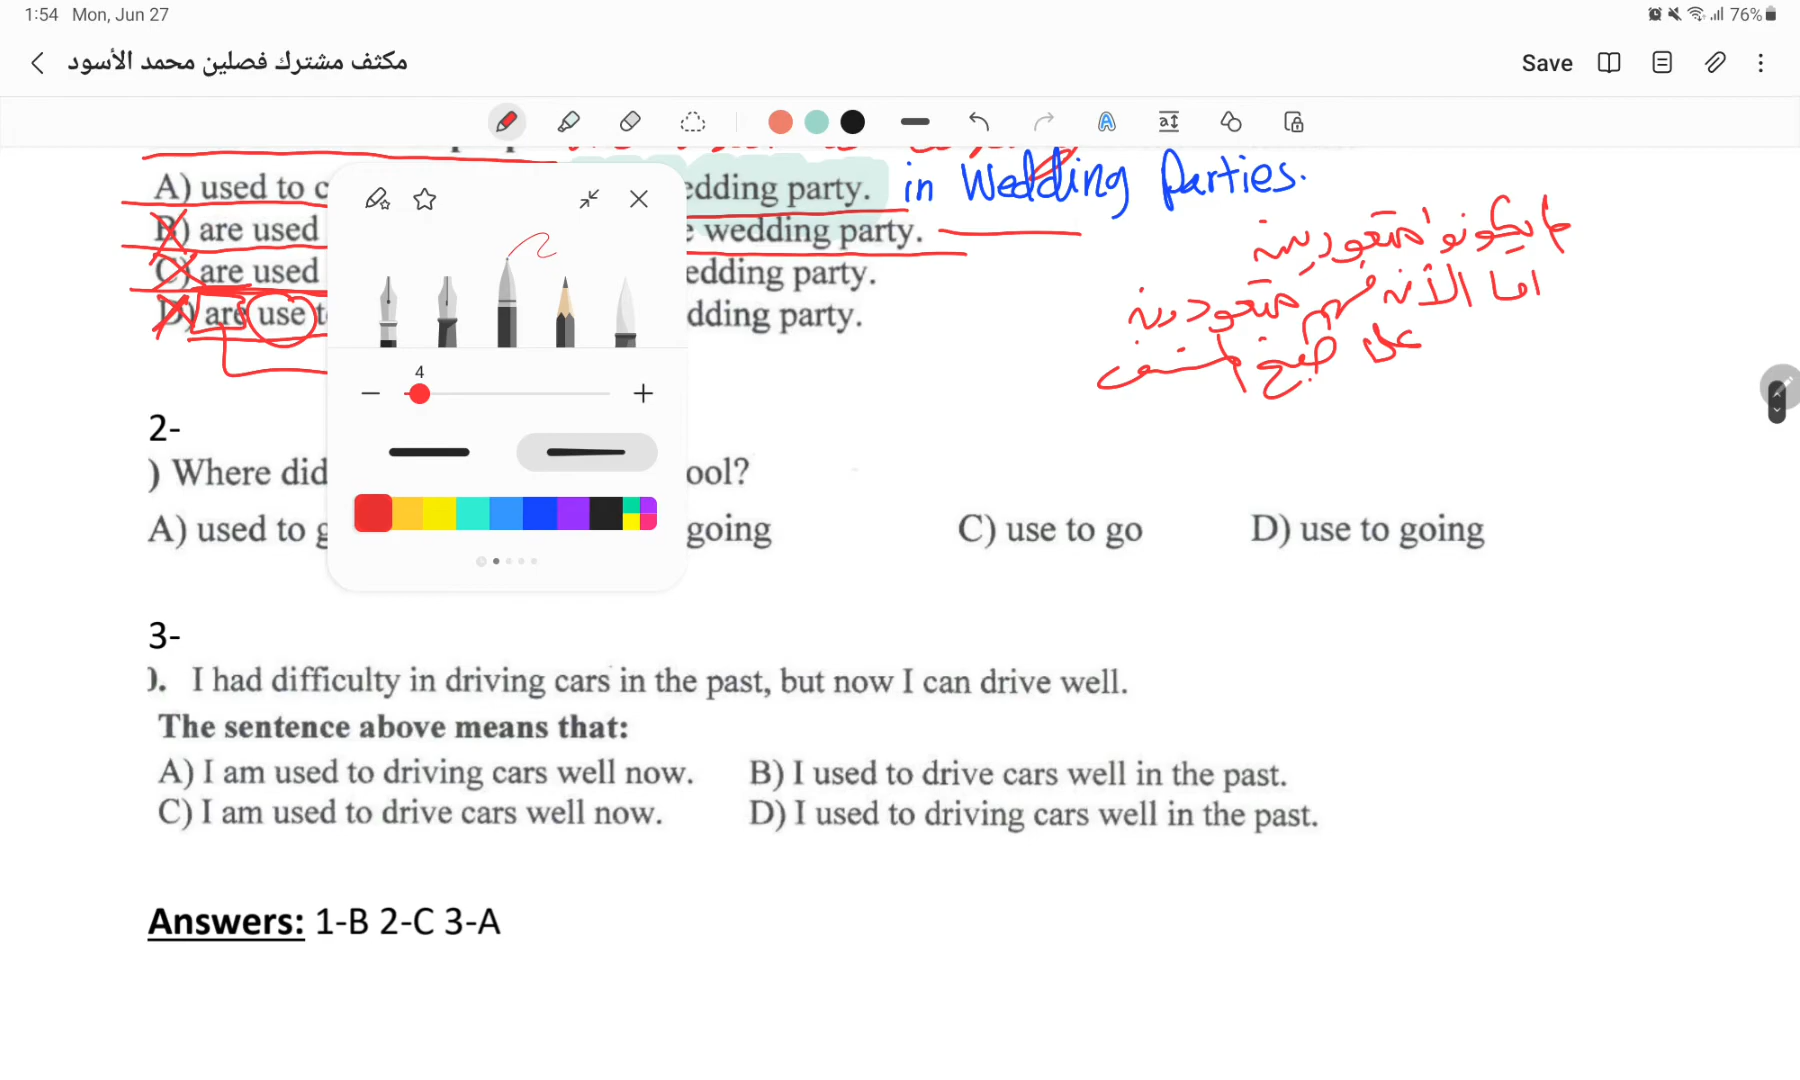 1:54 Mon, Jun 27
76%
مكثف مشترك فصلين محمد الأسود
Save
A) used to c
edding party. in Wedding Parties.
B) are used
e wedding party.
C) are used
edding party.
D) are use t
dding party.
لم يكونوا متعودين
اما الآن فهم متعودين
على
4
2-
) Where did
ool?
A) used to g
going
C) use to go
D) use to going
3-
). I had difficulty in driving cars in the past, but now I can drive well.
The sentence above means that:
A) I am used to driving cars well now.
B) I used to drive cars well in the past.
C) I am used to drive cars well now.
D) I used to driving cars well in the past.
Answers: 1-B 2-C 3-A